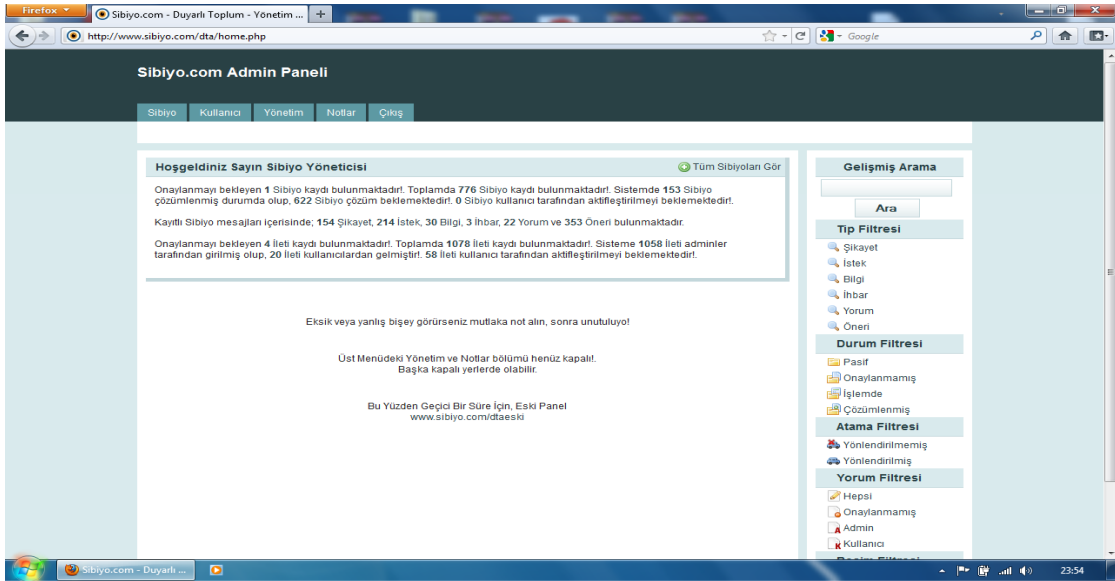 Firefox
Sibiyo.com - Duyarlı Toplum - Yönetim ...
http://www.sibiyo.com/dta/home.php
Google
Sibiyo.com Admin Paneli
Sibiyo Kullanıcı Yönetim Notlar Çıkış
Hoşgeldiniz Sayın Sibiyo Yöneticisi
Tüm Sibiyoları Gör
Onaylanmayı bekleyen 1 Sibiyo kaydı bulunmaktadır!. Toplamda 776 Sibiyo kaydı bulunmaktadır!. Sistemde 153 Sibiyo
çözümlenmiş durumda olup, 622 Sibiyo çözüm beklemektedir!. 0 Sibiyo kullanıcı tarafından aktifleştirilmeyi beklemektedir!.
Kayıtlı Sibiyo mesajları içerisinde; 154 Şikayet, 214 İstek, 30 Bilgi, 3 İhbar, 22 Yorum ve 353 Öneri bulunmaktadır.
Onaylanmayı bekleyen 4 İleti kaydı bulunmaktadır!. Toplamda 1078 İleti kaydı bulunmaktadır!. Sisteme 1058 İleti adminler
tarafından girilmiş olup, 20 İleti kullanıcılardan gelmiştir!. 58 İleti kullanıcı tarafından aktifleştirilmeyi beklemektedir!.
Eksik veya yanlış bişey görürseniz mutlaka not alın, sonra unutuluyo!
Üst Menüdeki Yönetim ve Notlar bölümü henüz kapalı!.
Başka kapalı yerlerde olabilir.
Bu Yüzden Geçici Bir Süre İçin, Eski Panel
www.sibiyo.com/dtaeski
Gelişmiş Arama
Ara
Tip Filtresi
Şikayet
İstek
Bilgi
İhbar
Yorum
Öneri
Durum Filtresi
Pasif
Onaylanmamış
İşlemde
Çözümlenmiş
Atama Filtresi
Yönlendirilmemiş
Yönlendirilmiş
Yorum Filtresi
Hepsi
Onaylanmamış
Admin
Kullanıcı
Sibiyo.com - Duyarlı ...
23:54